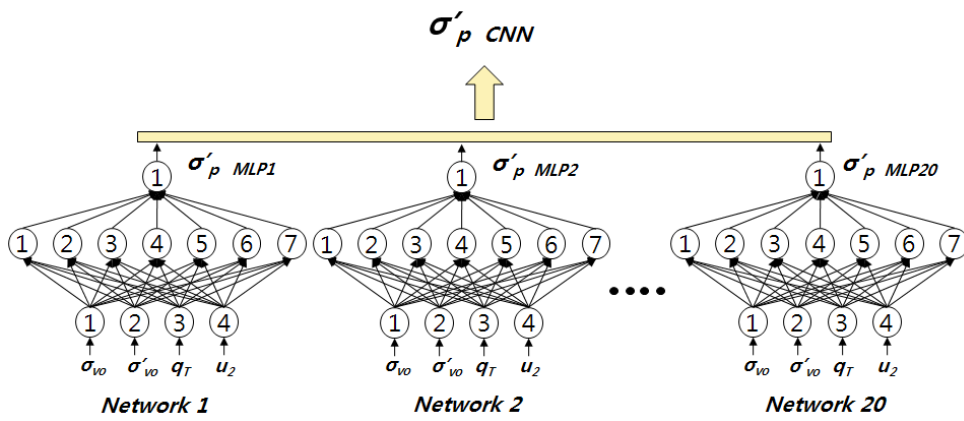 σ′p CNN
σ′p MLP1 σ′p MLP2 σ′p MLP20
1 1 1
1 2 3 4 5 6 7 1 2 3 4 5 6 7 1 2 3 4 5 6 7
••••
1 2 3 4 1 2 3 4 1 2 3 4
σvo σ′vo qT u2 σvo σ′vo qT u2 σvo σ′vo qT u2
Network 1 Network 2 Network 20